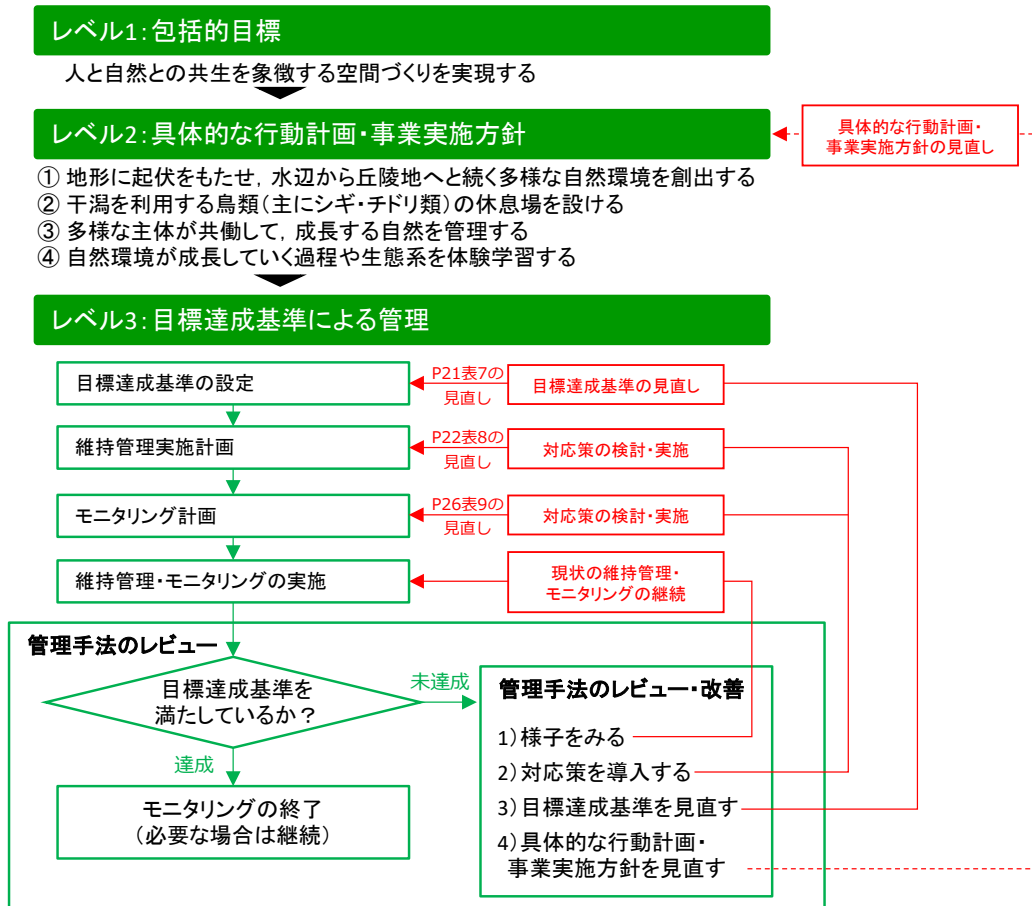 レベル1：包括的目標
人と自然との共生を象徴する空間づくりを実現する
レベル2：具体的な行動計画・事業実施方針
具体的な行動計画・
事業実施方針の見直し
① 地形に起伏をもたせ，水辺から丘陵地へと続く多様な自然環境を創出する
② 干潟を利用する鳥類（主にシギ・チドリ類）の休息場を設ける
③ 多様な主体が共働して，成長する自然を管理する
④ 自然環境が成長していく過程や生態系を体験学習する
レベル3：目標達成基準による管理
目標達成基準の設定
P21表7の
見直し
目標達成基準の見直し
維持管理実施計画
P22表8の
見直し
対応策の検討・実施
モニタリング計画
P26表9の
見直し
対応策の検討・実施
維持管理・モニタリングの実施
現状の維持管理・
モニタリングの継続
管理手法のレビュー
目標達成基準を
満たしているか？
未達成
達成
モニタリングの終了
（必要な場合は継続）
管理手法のレビュー・改善
1）様子をみる
2）対応策を導入する
3）目標達成基準を見直す
4）具体的な行動計画・
事業実施方針を見直す